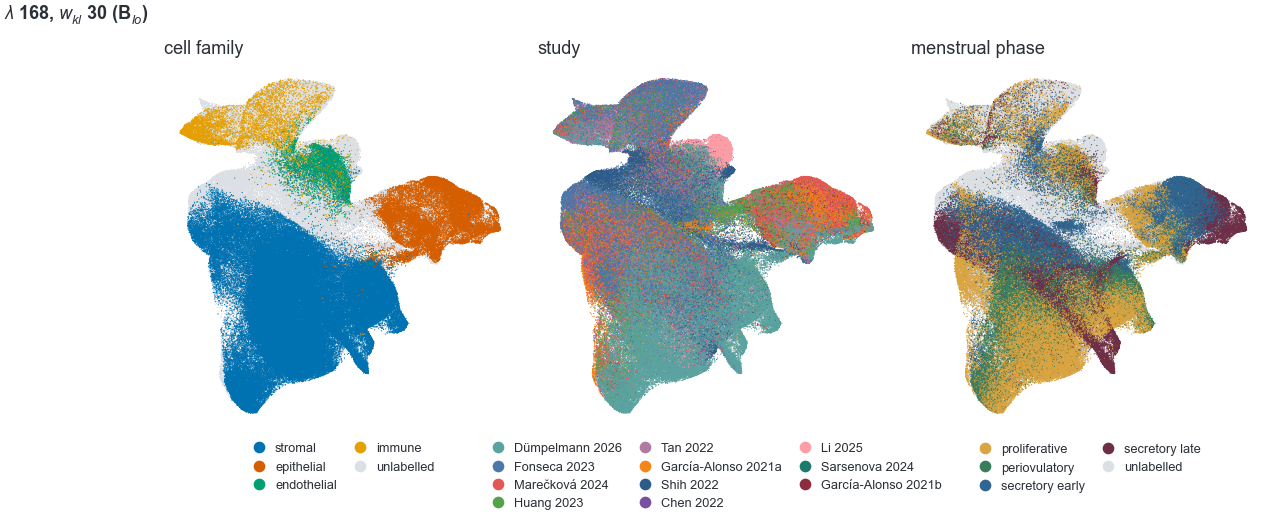 λ 168, w_kl 30 (B_lo)
cell family
study
menstrual phase
stromal
epithelial
endothelial
immune
unlabelled
Dümpelmann 2026
Fonseca 2023
Marečková 2024
Huang 2023
Tan 2022
García-Alonso 2021a
Shih 2022
Chen 2022
Li 2025
Sarsenova 2024
García-Alonso 2021b
proliferative
periovulatory
secretory early
secretory late
unlabelled